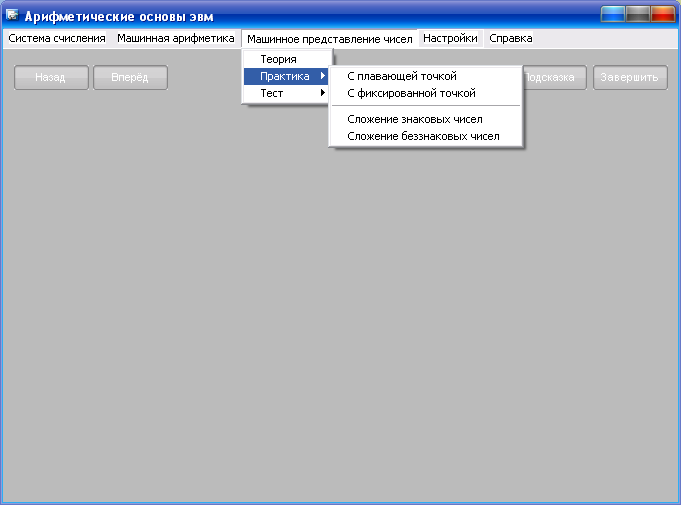 Арифметические основы эвм
Система счисления Машинная арифметика Машинное представление чисел Настройки Справка
Теория
Назад Вперёд Практика С плавающей точкой Подсказка Завершить
Тест С фиксированной точкой
Сложение знаковых чисел
Сложение беззнаковых чисел